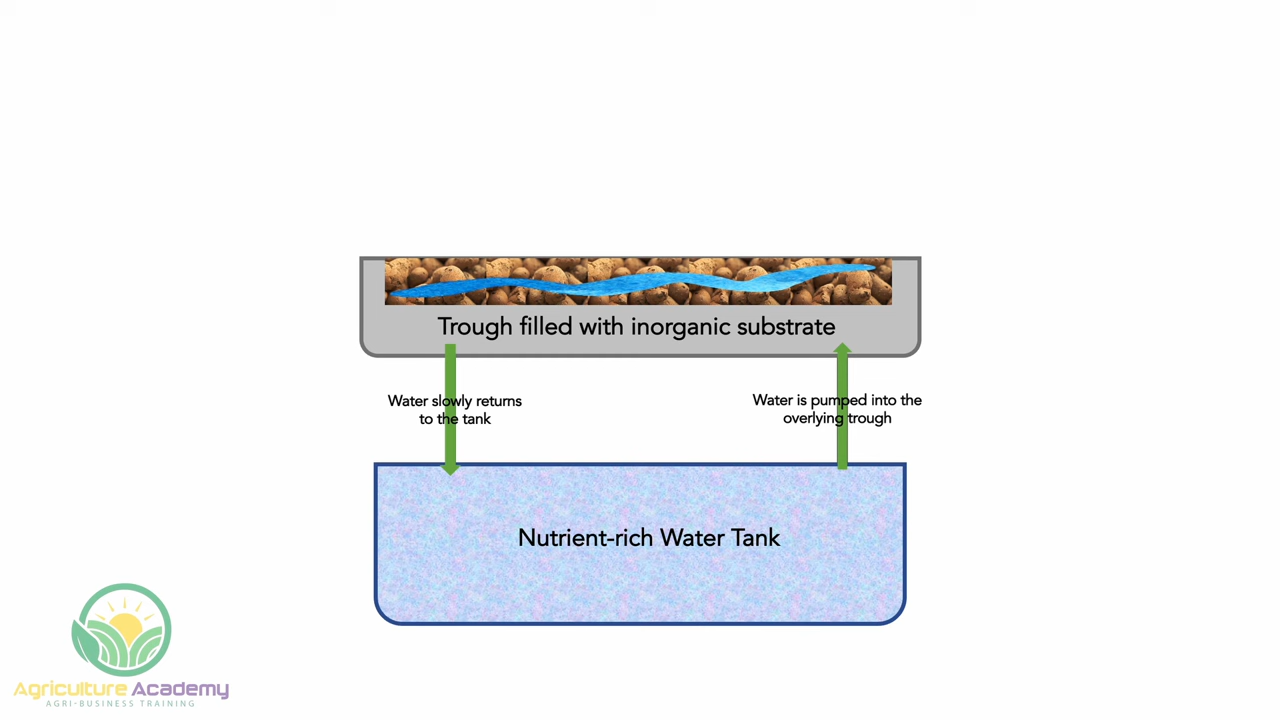 Trough filled with inorganic substrate
Water slowly returns
to the tank
Water is pumped into the
overlying trough
Nutrient-rich Water Tank
Agriculture Academy
AGRI-BUSINESS TRAINING